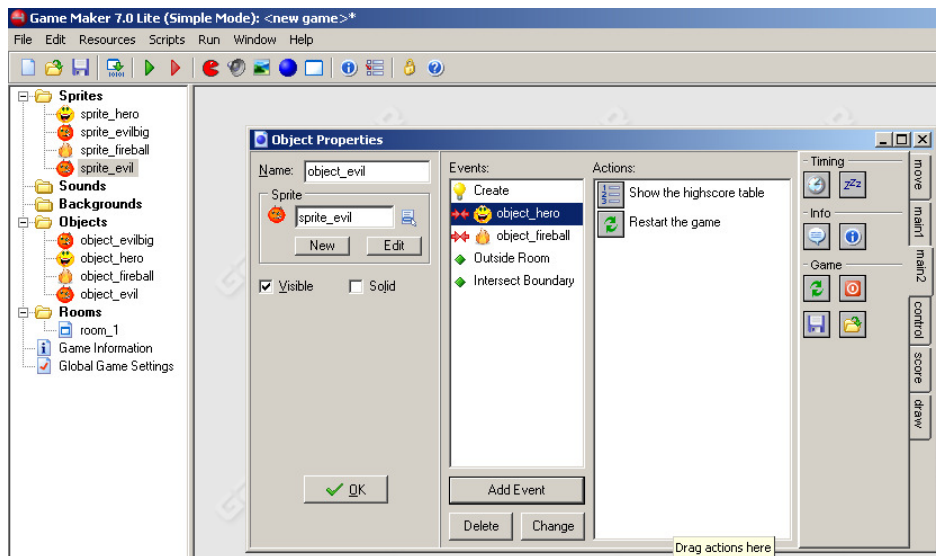 Game Maker 7.0 Lite (Simple Mode): <new game>*
File Edit Resources Scripts Run Window Help
Sprites
sprite_hero
sprite_evilbig
sprite_fireball
sprite_evil
Sounds
Backgrounds
Objects
object_evilbig
object_hero
object_fireball
object_evil
Rooms
room_1
Game Information
Global Game Settings
Object Properties
Name: object_evil
Sprite
sprite_evil
New Edit
Visible Solid
OK
Events:
Create
object_hero
object_fireball
Outside Room
Intersect Boundary
Add Event
Delete Change
Actions:
Show the highscore table
Restart the game
Drag actions here
Timing
Info
Game
move
main1
main2
control
score
draw